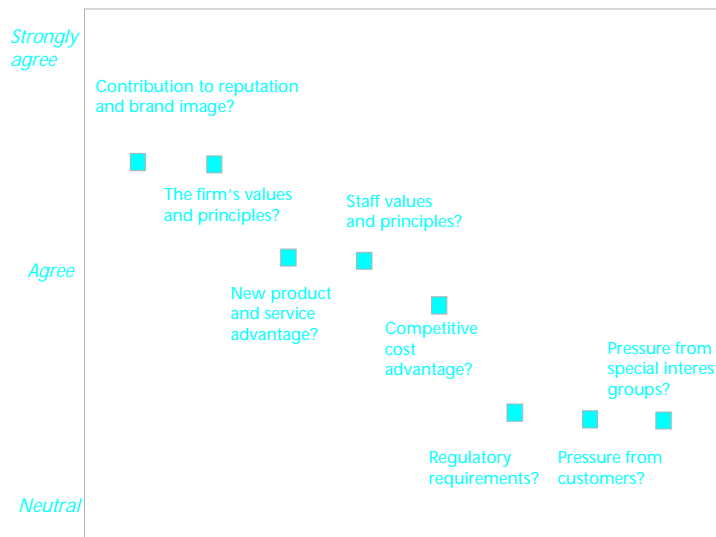 Strongly
agree
Contribution to reputation
and brand image?
The firm's values
and principles?
Staff values
and principles?
Agree
New product
and service
advantage?
Competitive
cost
advantage?
Pressure from
special interest
groups?
Regulatory
requirements?
Pressure from
customers?
Neutral